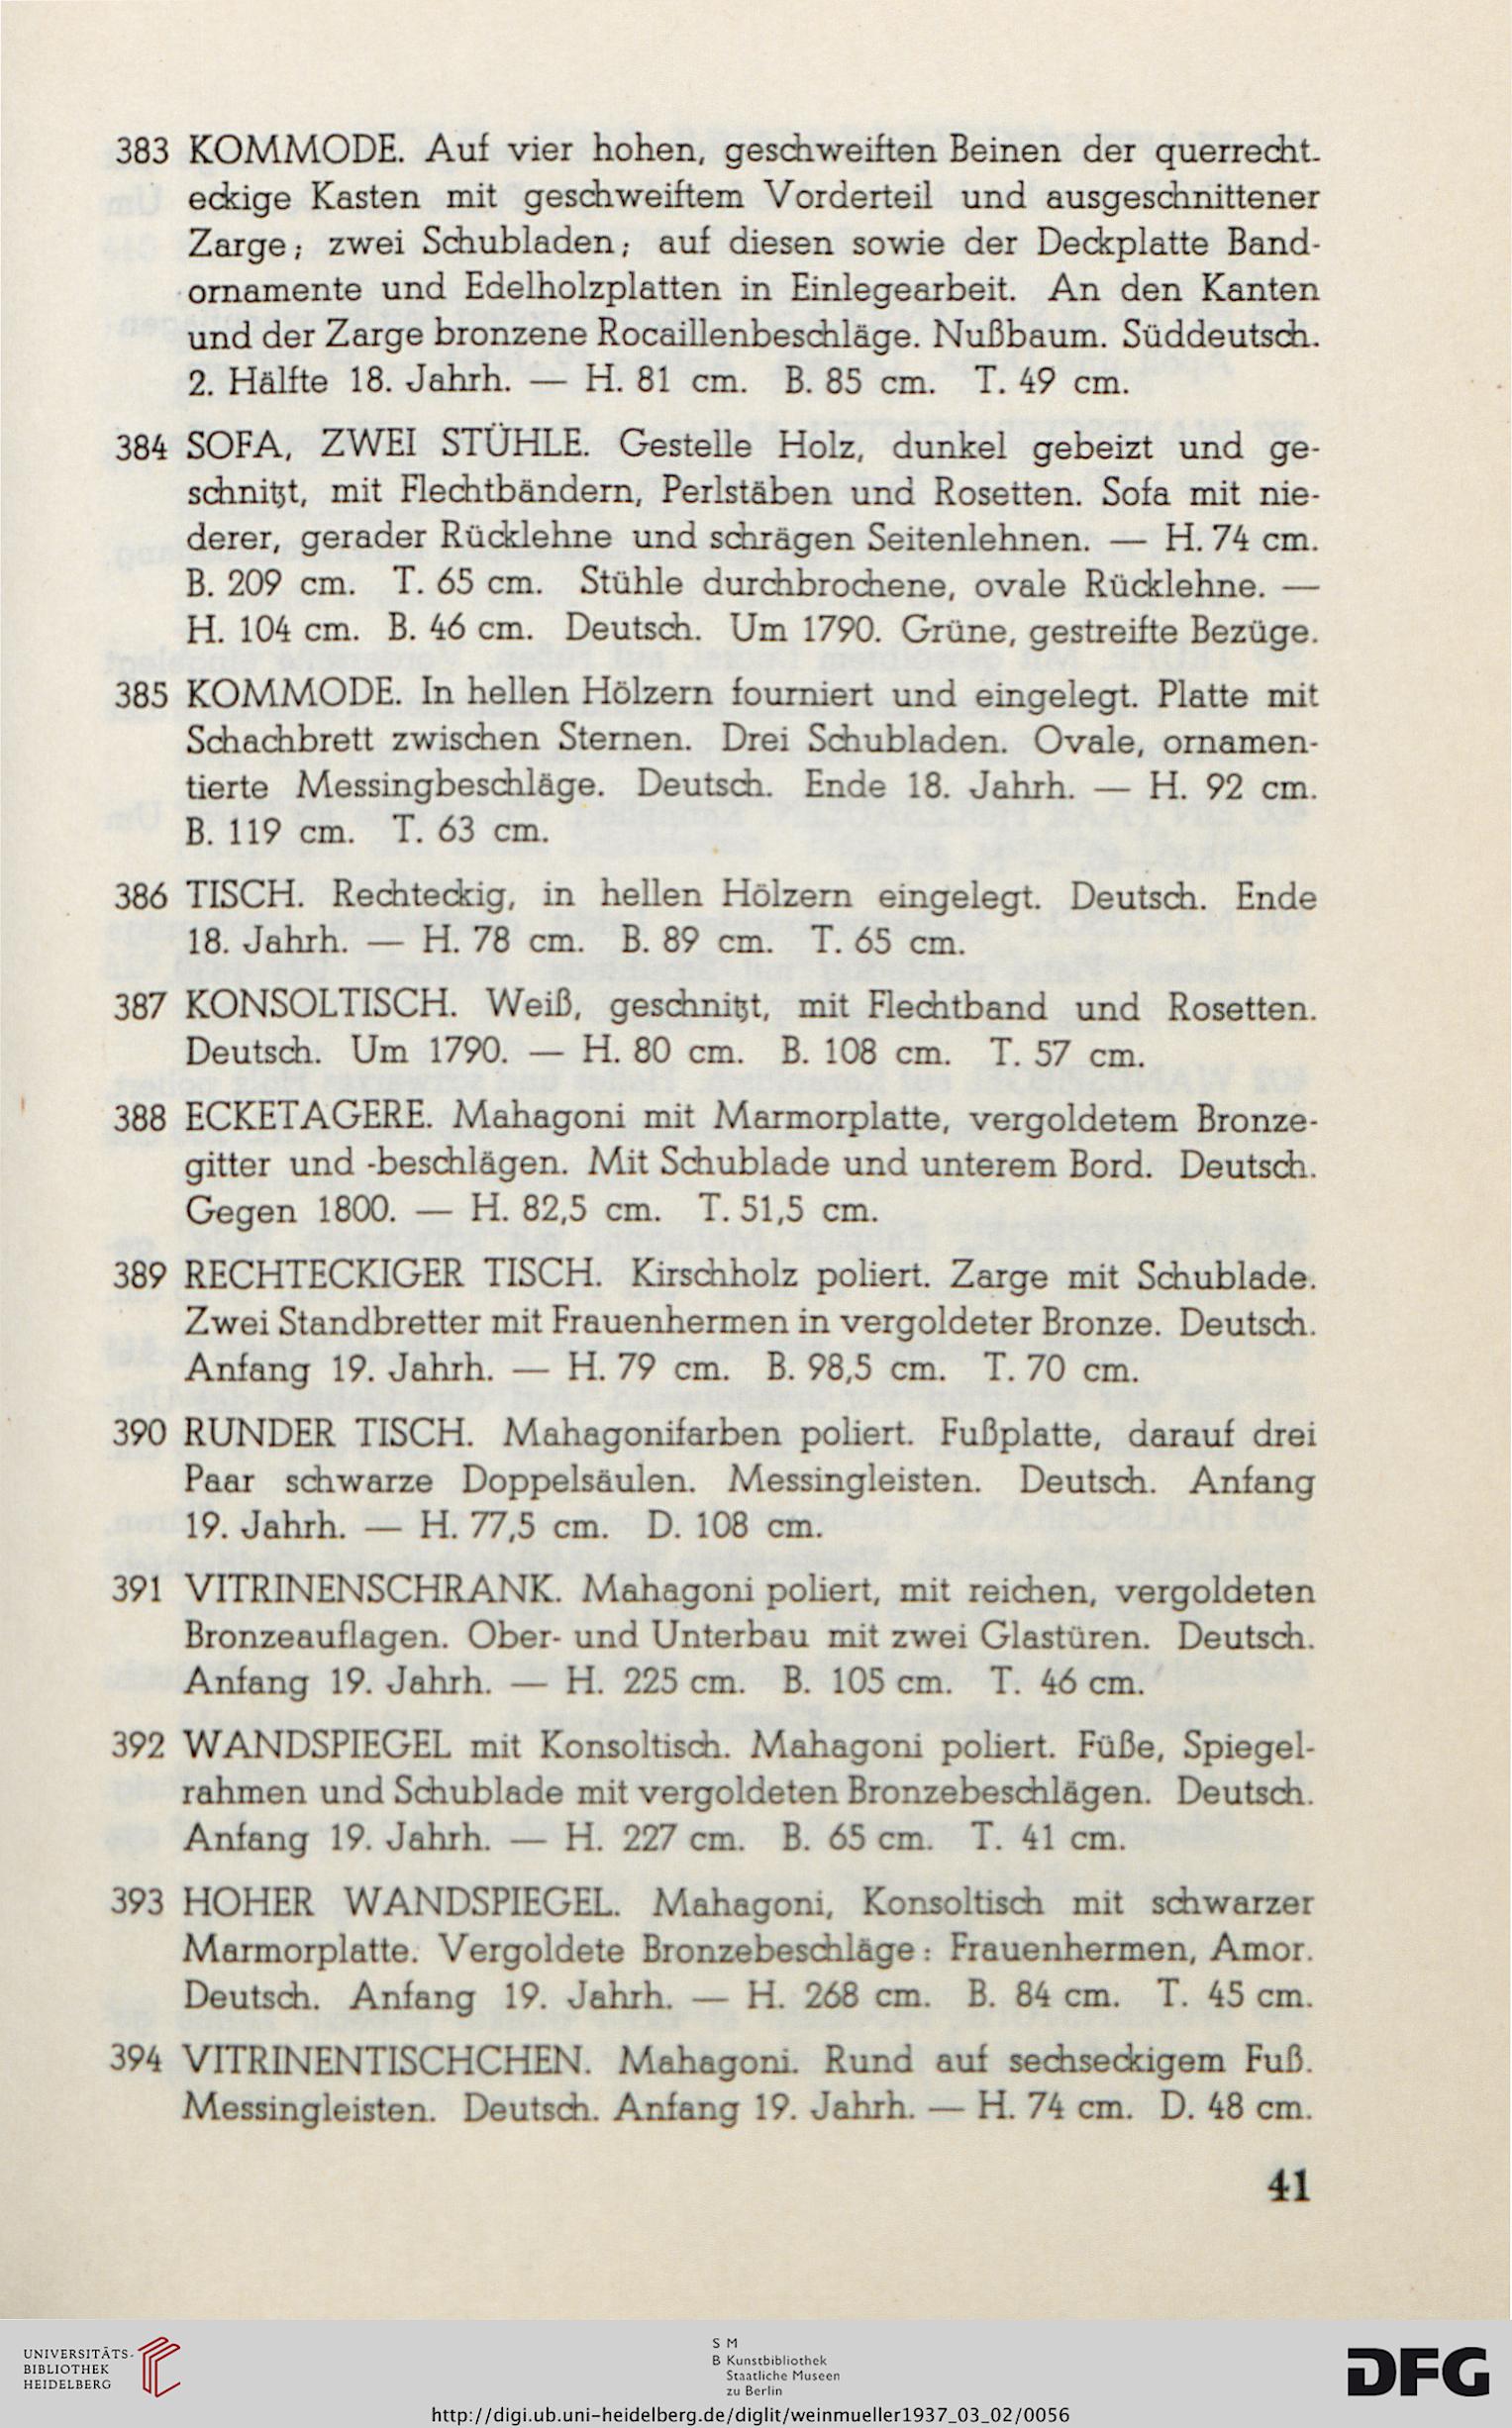 383 KOMMODE. Auf vier hohen, geschweiften Beinen der querrecht-
eckige Kasten mit geschweiftem Vorderteil und ausgeschnittener
Zarge; zwei Schubladen; auf diesen sowie der Deckplatte Band-
ornamente und Edelholzplatten in Einlegearbeit. An den Kanten
und der Zarge bronzene Rocaillenbeschläge. Nußbaum. Süddeutsch.
2. Hälfte 18. Jahrh. — H. 81 cm. B. 85 cm. T. 49 cm.
384 SOFA, ZWEI STÜHLE. Gestelle Holz, dunkel gebeizt und ge-
schnitzt, mit Flechtbändern, Perlstäben und Rosetten. Sofa mit nie-
derer, gerader Rücklehne und schrägen Seitenlehnen. — H. 74 cm.
B. 209 cm. T. 65 cm. Stühle durchbrochene, ovale Rücklehne. —
H. 104 cm. B. 46 cm. Deutsch. Um 1790. Grüne, gestreifte Bezüge.
385 KOMMODE. In hellen Hölzern fourniert und eingelegt. Platte mit
Schachbrett zwischen Sternen. Drei Schubladen. Ovale, ornamen-
tierte Messingbeschläge. Deutsch. Ende 18. Jahrh. — H. 92 cm.
B. 119 cm. T. 63 cm.
386 TISCH. Rechteckig, in hellen Hölzern eingelegt. Deutsch. Ende
18. Jahrh. — H. 78 cm. B. 89 cm. T. 65 cm.
387 KONSOLTISCH. Weiß, geschnitzt, mit Flechtband und Rosetten.
Deutsch. Um 1790. — H. 80 cm. B. 108 cm. T. 57 cm.
388 ECKETAGERE. Mahagoni mit Marmorplatte, vergoldetem Bronze-
gitter und -beschlägen. Mit Schublade und unterem Bord. Deutsch.
Gegen 1800. — H. 82,5 cm. T. 51,5 cm.
389 RECHTECKIGER TISCH. Kirschholz poliert. Zarge mit Schublade.
Zwei Standbretter mit Frauenhermen in vergoldeter Bronze. Deutsch.
Anfang 19. Jahrh. — H. 79 cm. B. 98,5 cm. T. 70 cm.
390 RUNDER TISCH. Mahagonifarben poliert. Fußplatte, darauf drei
Paar schwarze Doppelsäulen. Messingleisten. Deutsch. Anfang
19. Jahrh. — H. 77,5 cm. D. 108 cm.
391 VITRINENSCHRANK. Mahagoni poliert, mit reichen, vergoldeten
Bronzeauflagen. Ober- und Unterbau mit zwei Glastüren. Deutsch.
Anfang 19. Jahrh. — H. 225 cm. B. 105 cm. T. 46 cm.
392 WANDSPIEGEL mit Konsoltisch. Mahagoni poliert. Füße, Spiegel-
rahmen und Schublade mit vergoldeten Bronzebeschlägen. Deutsch.
Anfang 19. Jahrh. — H. 227 cm. B. 65 cm. T. 41 cm.
393 HOHER WANDSPIEGEL. Mahagoni, Konsoltisch mit schwarzer
Marmorplatte. Vergoldete Bronzebeschläge: Frauenhermen, Amor.
Deutsch. Anfang 19. Jahrh. — H. 268 cm. B. 84 cm. T. 45 cm.
394 VITRINENTISCHCHEN. Mahagoni. Rund auf sechseckigem Fuß.
Messingleisten. Deutsch. Anfang 19. Jahrh. — H. 74 cm. D. 48 cm.
41
UNIVERSITÄTS-
BIBLIOTHEK
HEIDELBERG
S M
B Kunstbibliothek
Staatliche Museen
zu Berlin
DFG
http://digi.ub.uni-heidelberg.de/diglit/weinmueller1937_03_02/0056